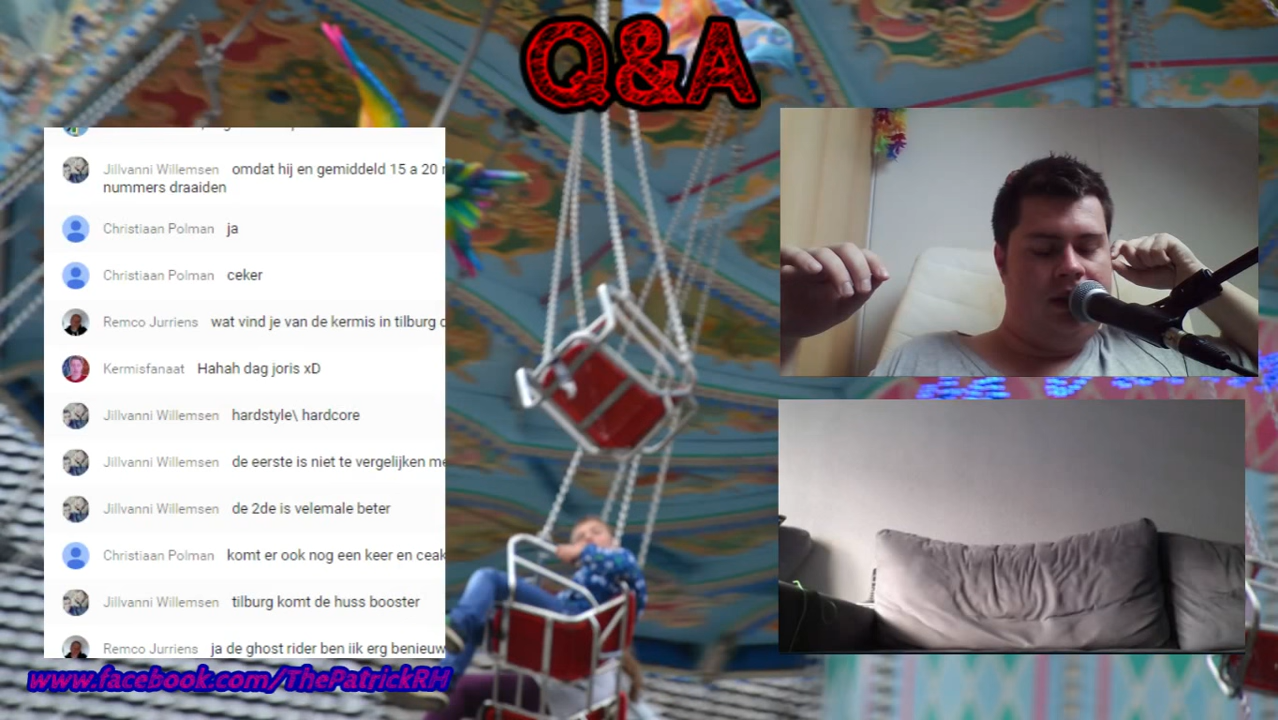 Q&A
Jillvanni Willemsen omdat hij en gemiddeld 15 a 20
nummers draaiden
Christiaan Polman ja
Christiaan Polman ceker
Remco Jurriens wat vind je van de kermis in tilburg
Kermisfanaat Hahah dag joris xD
Jillvanni Willemsen hardstyle\ hardcore
Jillvanni Willemsen de eerste is niet te vergelijken
Jillvanni Willemsen de 2de is velemale beter
Christiaan Polman komt er ook nog een keer en
Jillvanni Willemsen tilburg komt de huss booster
Remco Jurriens ja de ghost rider ben iik erg
www.facebook.com/ThePatrickRH